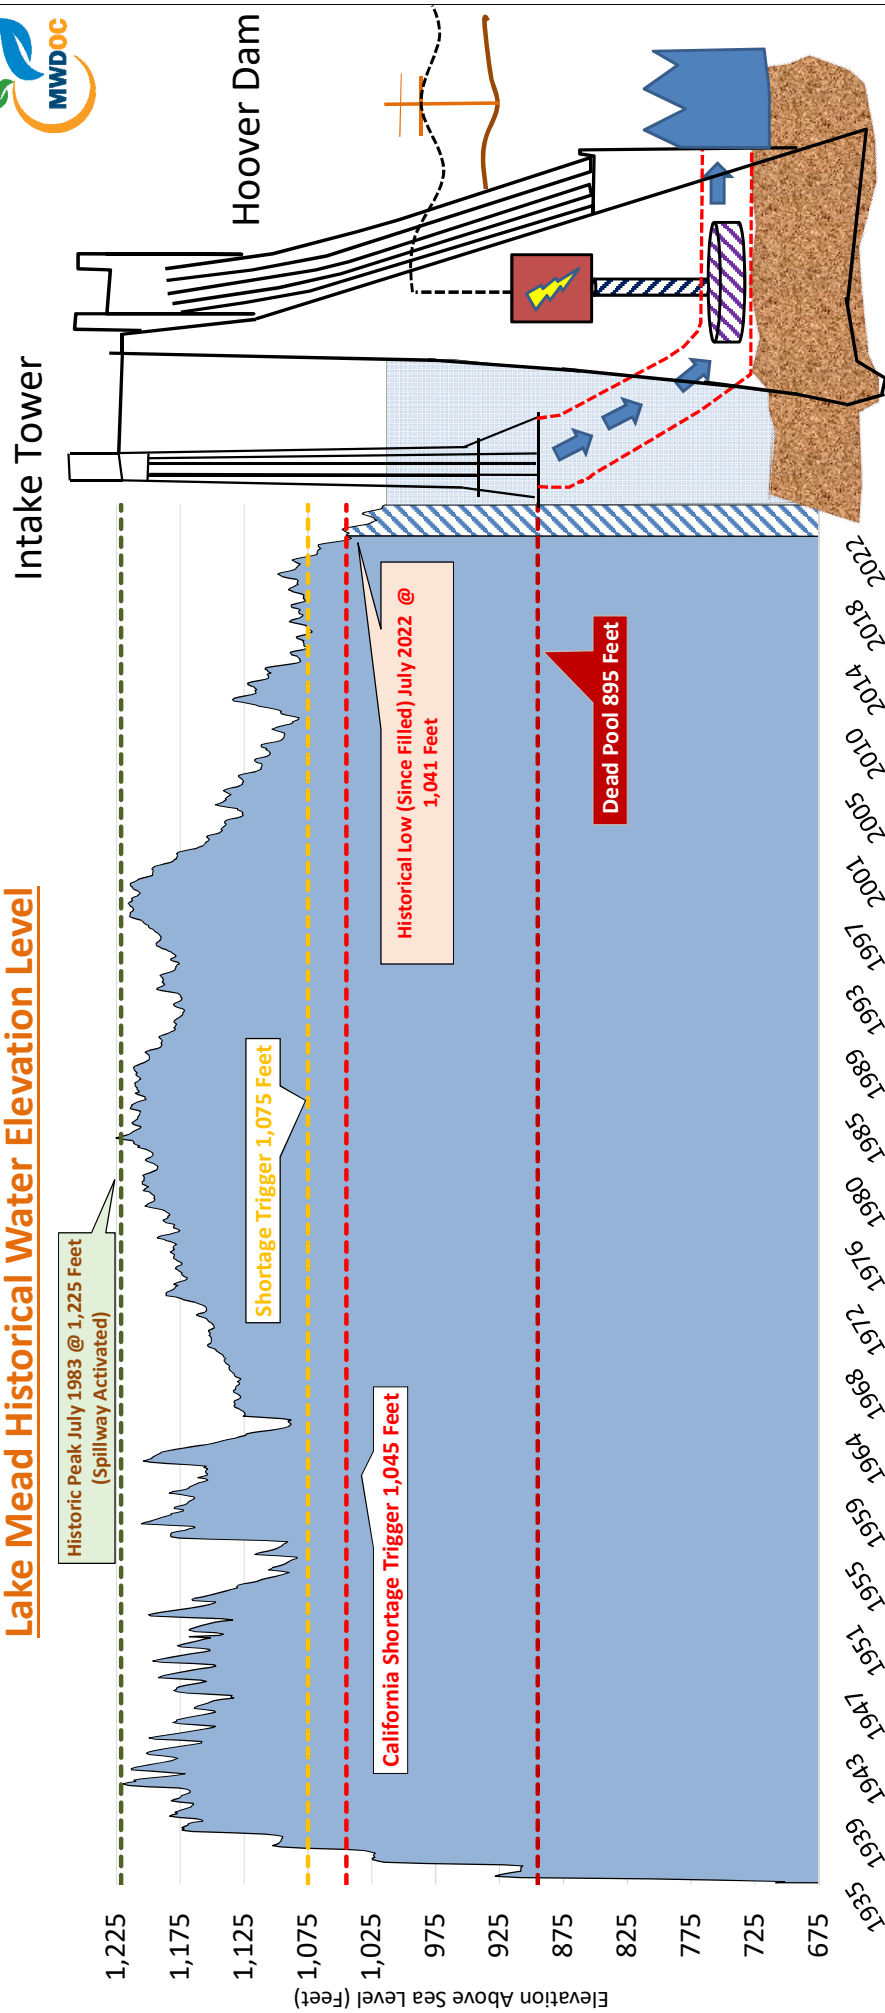 Lake Mead Historical Water Elevation Level
MWDOC
Intake Tower
Hoover Dam
Historic Peak July 1983 @ 1,225 Feet
(Spillway Activated)
Shortage Trigger 1,075 Feet
California Shortage Trigger 1,045 Feet
Historical Low (Since Filled) July 2022 @
1,041 Feet
Dead Pool 895 Feet
Elevation Above Sea Level (Feet)
1,225
1,175
1,125
1,075
1,025
975
925
875
825
775
725
675
1935
1939
1943
1947
1951
1955
1959
1964
1968
1972
1976
1980
1985
1989
1993
1997
2001
2005
2010
2014
2018
2022